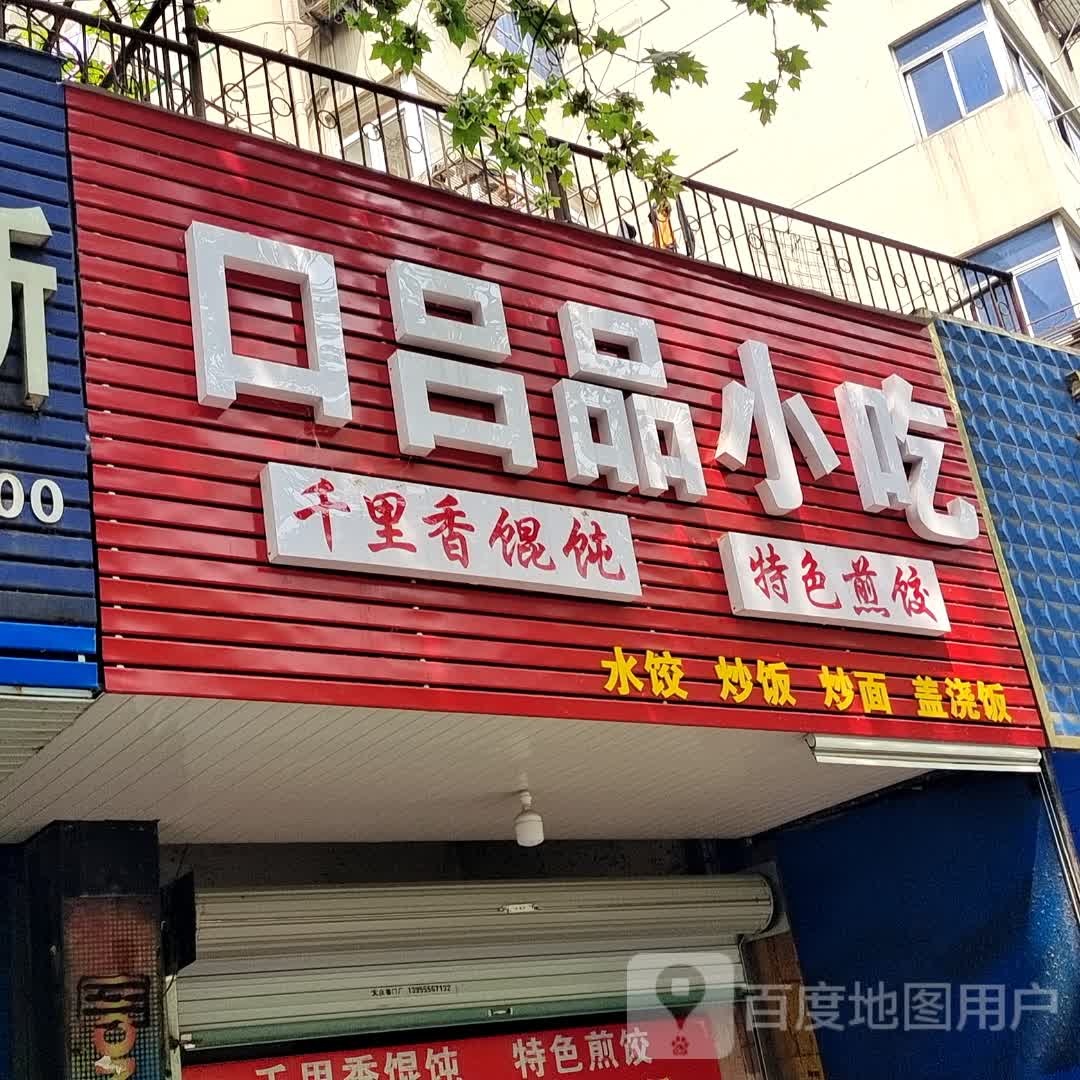 口吕品小吃
千里香馄饨
特色煎饺
水饺 炒饭 炒面 盖浇饭
所
00
13955567132
千里香馄饨 特色煎饺
百度地图用户